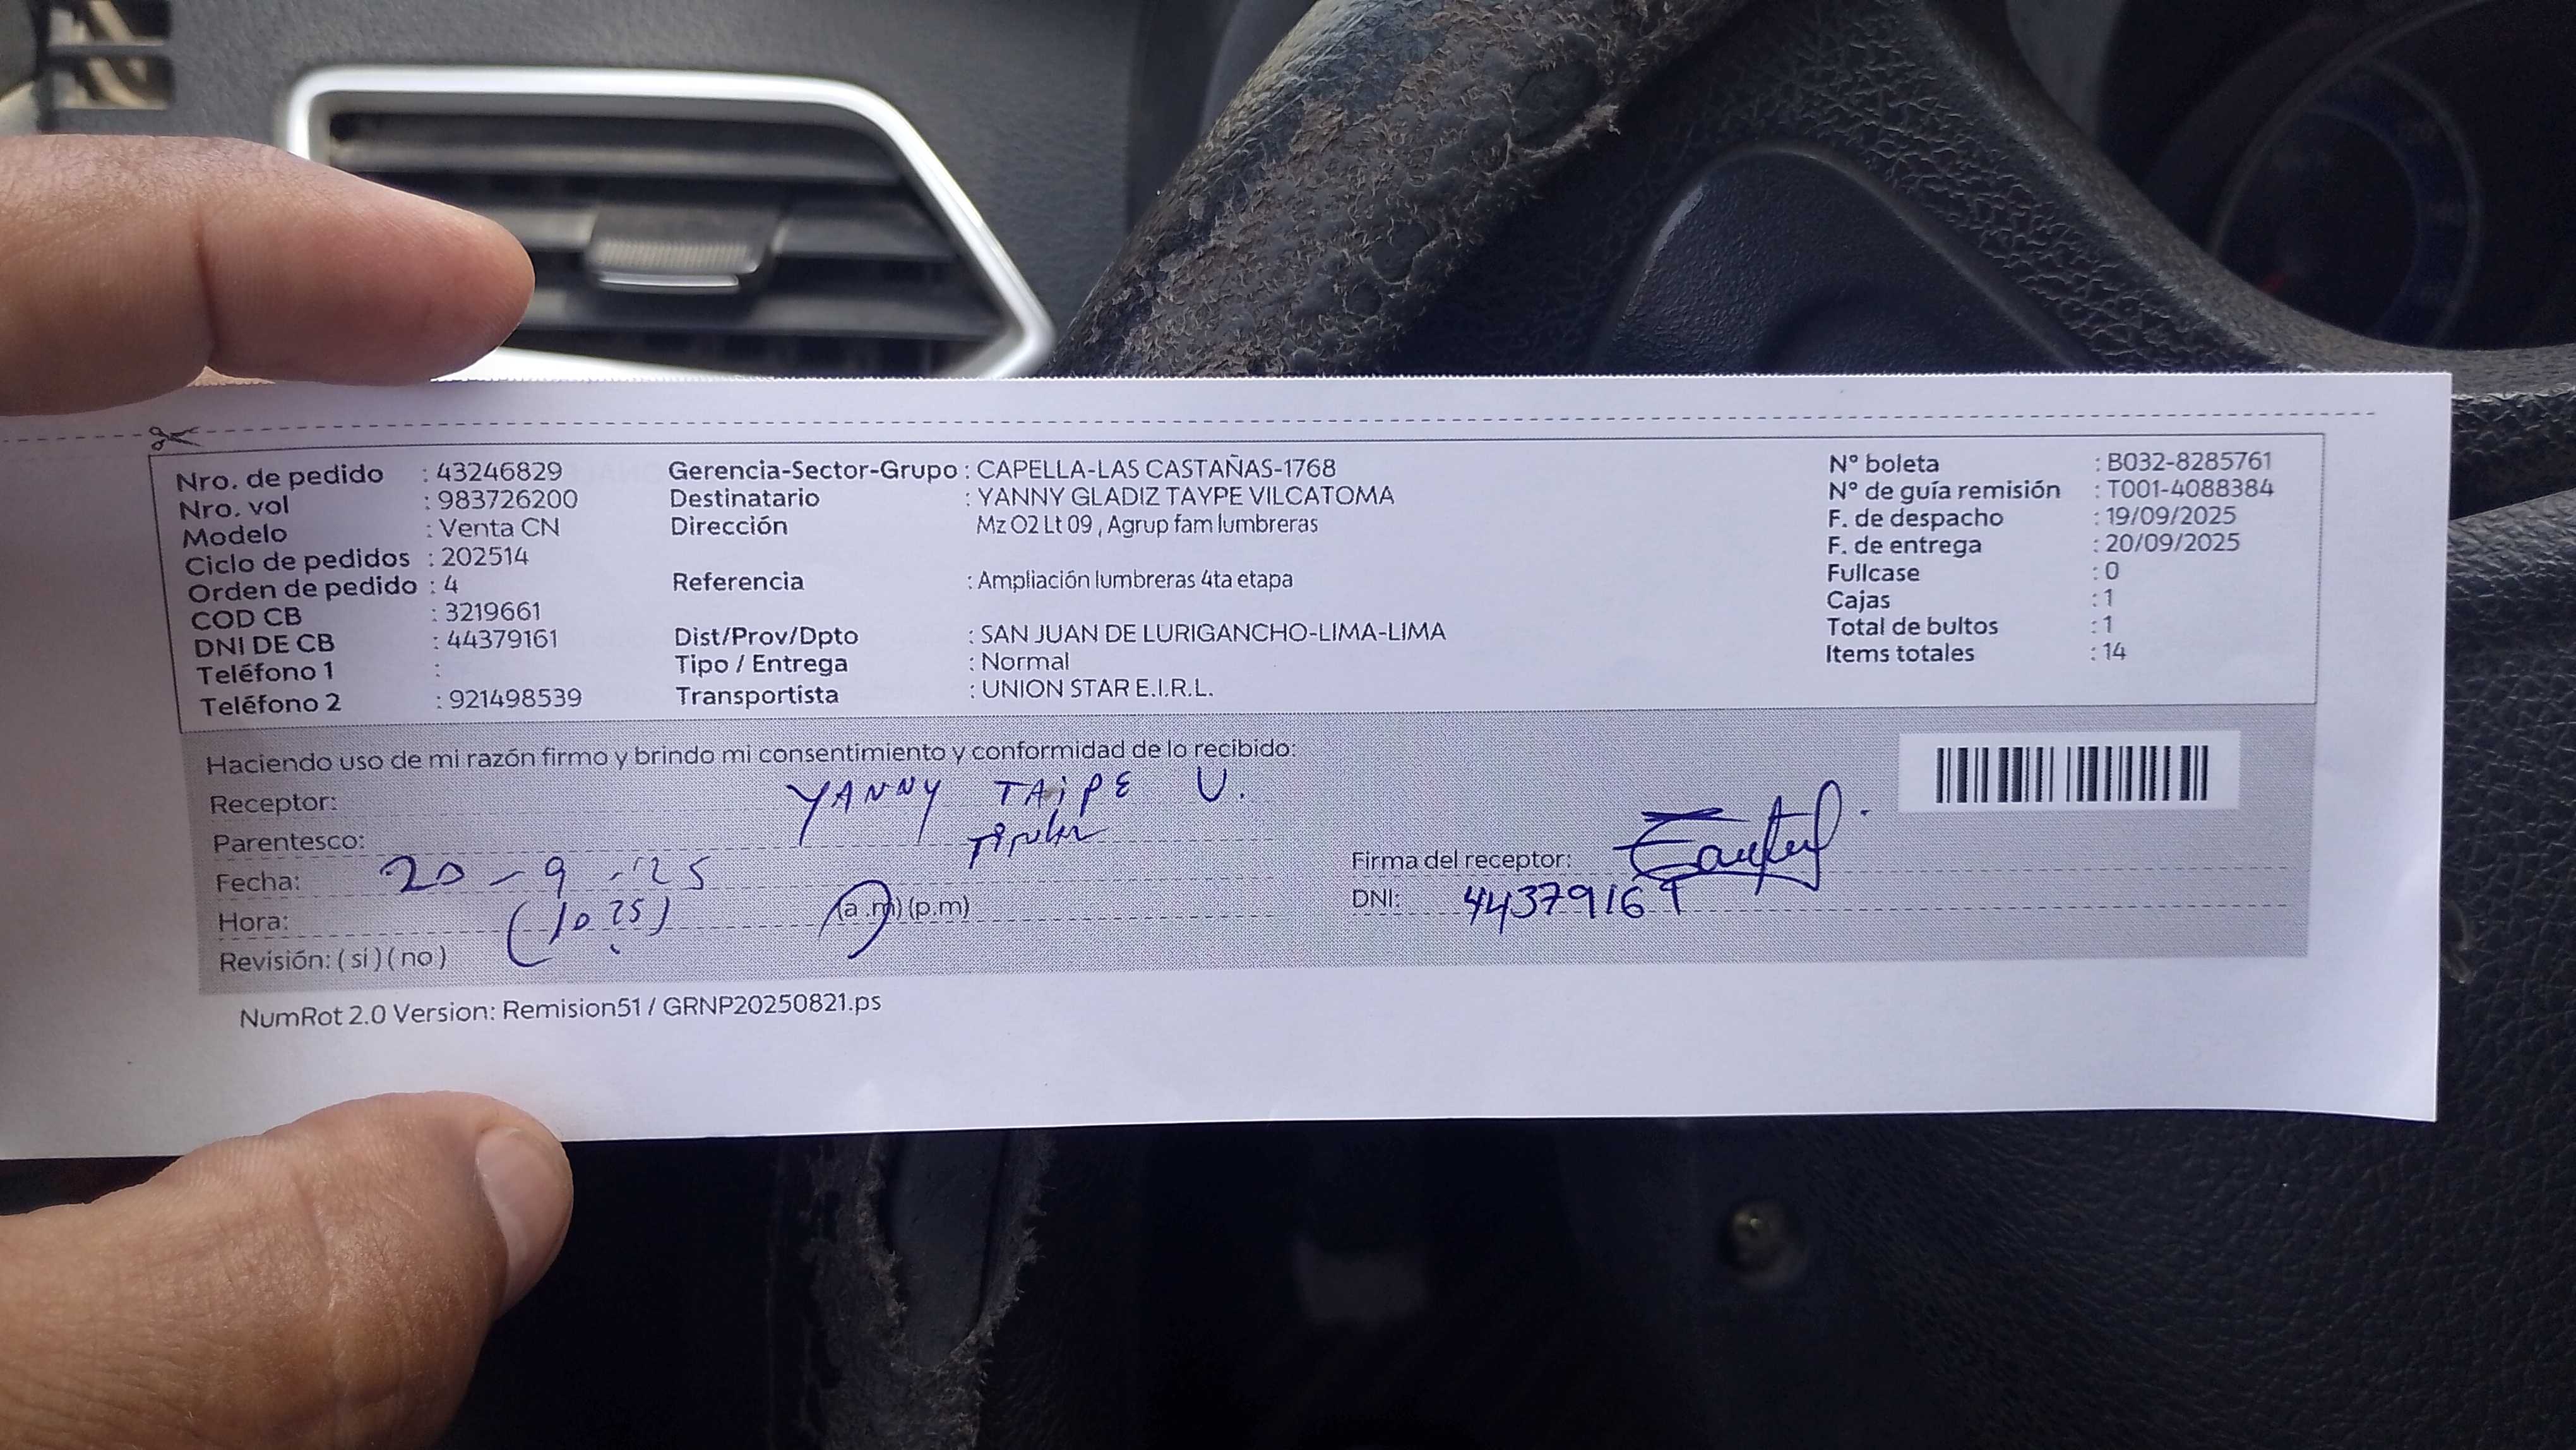 Nro. de pedido : 43246829
Nro. vol : 983726200
Modelo : Venta CN
Ciclo de pedidos : 202514
Orden de pedido : 4
COD CB : 3219661
DNI DE CB : 44379161
Teléfono 1 :
Teléfono 2 : 921498539
Gerencia-Sector-Grupo : CAPELLA-LAS CASTAÑAS-1768
Destinatario : YANNY GLADIZ TAYPE VILCATOMA
Dirección Mz O2 Lt 09 , Agrup fam lumbreras
Referencia : Ampliación lumbreras 4ta etapa
Dist/Prov/Dpto : SAN JUAN DE LURIGANCHO-LIMA-LIMA
Tipo / Entrega : Normal
Transportista : UNION STAR E.I.R.L.
N° boleta : B032-8285761
N° de guía remisión : T001-4088384
F. de despacho : 19/09/2025
F. de entrega : 20/09/2025
Fullcase : 0
Cajas : 1
Total de bultos : 1
Items totales : 14
Haciendo uso de mi razón firmo y brindo mi consentimiento y conformidad de lo recibido:
Receptor: YANNY TAiPE V.
Parentesco: Titular
Fecha: 20-9-25
Hora: (10 25) (a.m) (p.m)
Revisión: ( si ) ( no )
Firma del receptor:
DNI: 44379161
NumRot 2.0 Version: Remision51 / GRNP20250821.ps